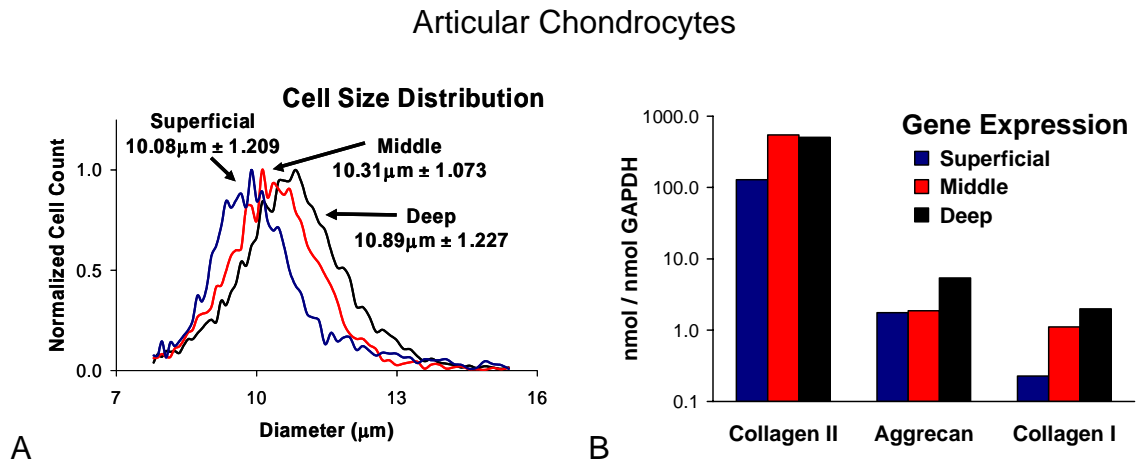 Articular Chondrocytes
Cell Size Distribution
Superficial
10.08μm ± 1.209
Middle
10.31μm ± 1.073
Deep
10.89μm ± 1.227
Normalized Cell Count
1.0
0.5
0.0
7
10
13
16
Diameter (μm)
A
Gene Expression
Superficial
Middle
Deep
nmol / nmol GAPDH
1000.0
100.0
10.0
1.0
0.1
Collagen II
Aggrecan
Collagen I
B